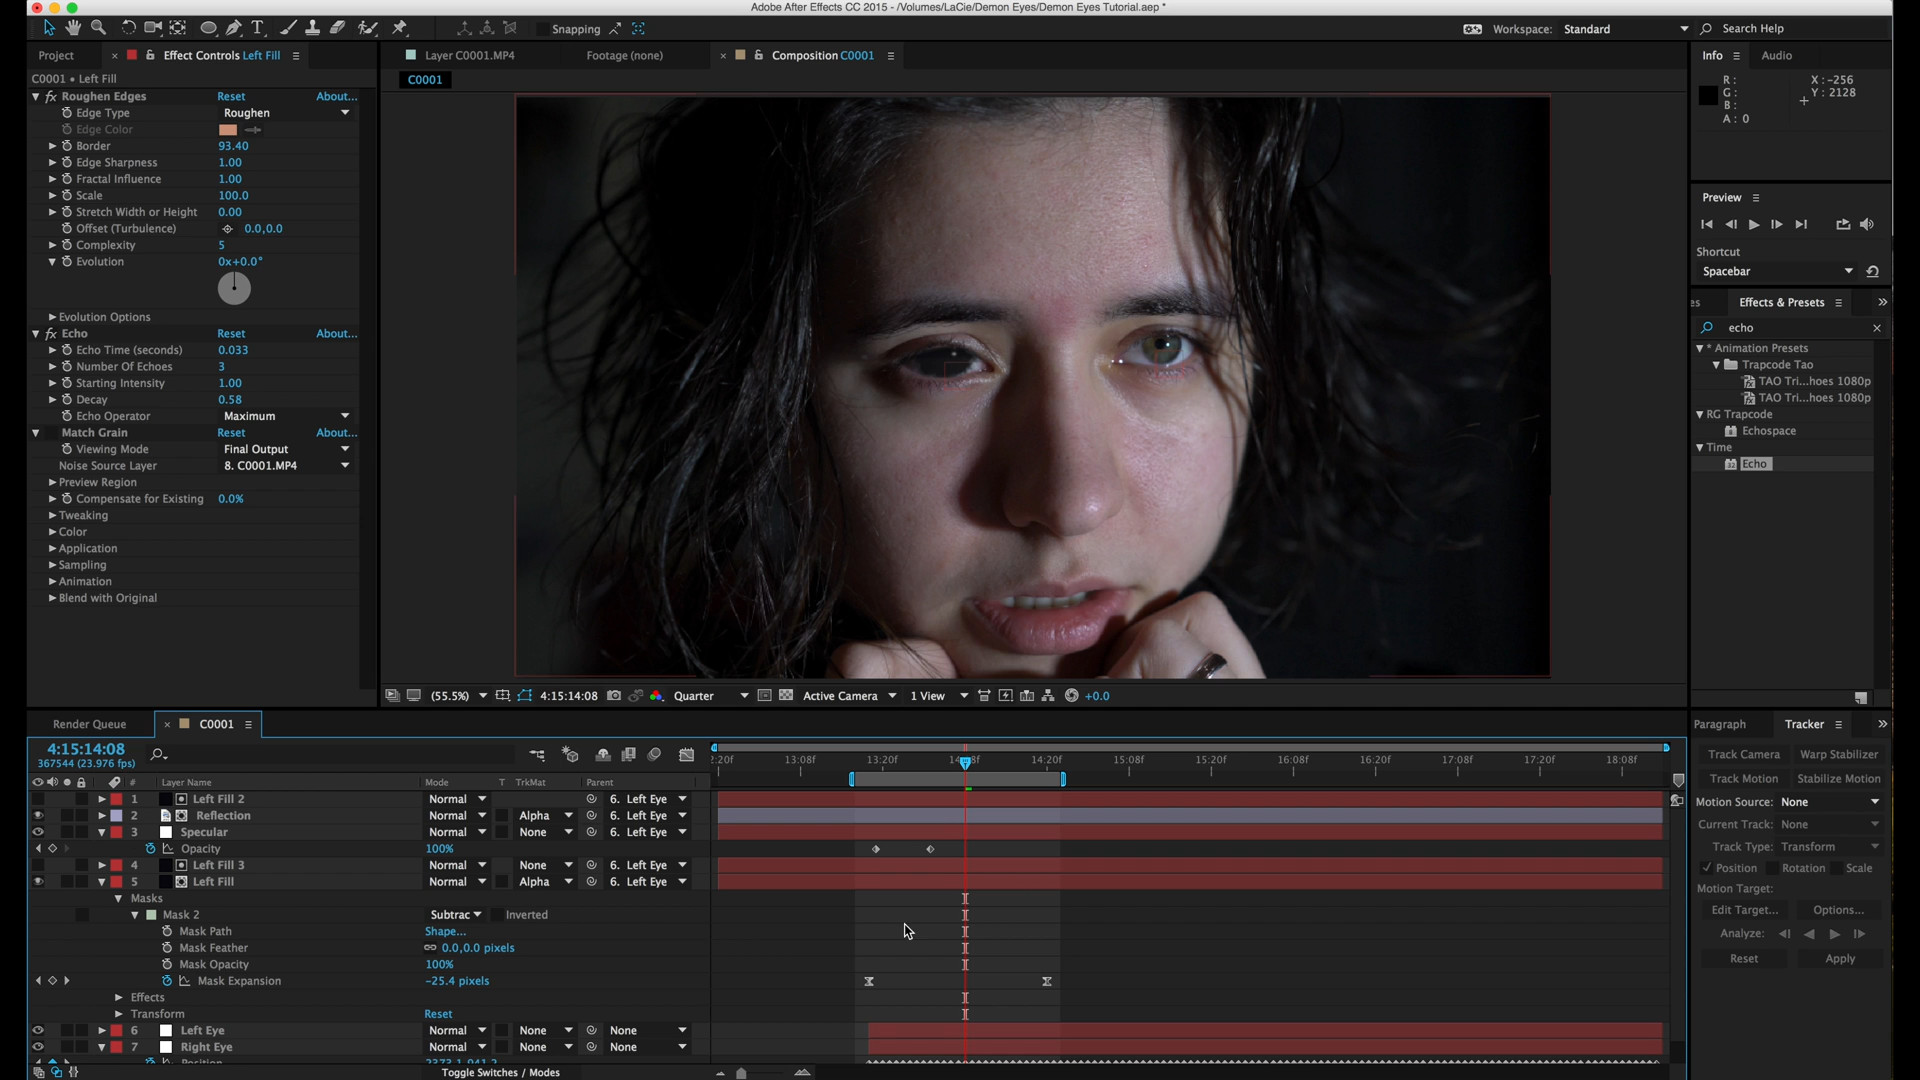 Adobe After Effects CC 2015 - /Volumes/LaCie/Demon Eyes/Demon Eyes Tutorial.aep *
Snapping
Workspace: Standard
Search Help
Project
Effect Controls Left Fill
Layer C0001.MP4
Footage (none)
Composition C0001
Info
Audio
C0001 • Left Fill
C0001
R :
G :
B :
A : 0
X : -256
Y : 2128
fx Roughen Edges Reset About...
Edge Type Roughen
Edge Color
Border 93.40
Edge Sharpness 1.00
Fractal Influence 1.00
Scale 100.0
Stretch Width or Height 0.00
Offset (Turbulence) 0.0,0.0
Complexity 5
Evolution 0x+0.0°
Evolution Options
fx Echo Reset About...
Echo Time (seconds) 0.033
Number Of Echoes 3
Starting Intensity 1.00
Decay 0.58
Echo Operator Maximum
Match Grain Reset About...
Viewing Mode Final Output
Noise Source Layer 8. C0001.MP4
Preview Region
Compensate for Existing 0.0%
Tweaking
Color
Application
Sampling
Animation
Blend with Original
Preview
Shortcut
Spacebar
es
Effects & Presets
echo
* Animation Presets
Trapcode Tao
TAO Tri...hoes 1080p
TAO Tri...hoes 1080p
RG Trapcode
Echospace
Time
32 Echo
(55.5%) 4:15:14:08 Quarter Active Camera 1 View +0.0
Render Queue
C0001
4:15:14:08
367544 (23.976 fps)
:20f 13:08f 13:20f 14:08f 14:20f 15:08f 15:20f 16:08f 16:20f 17:08f 17:20f 18:08f
# Layer Name Mode T TrkMat Parent
1 Left Fill 2 Normal 6. Left Eye
2 Reflection Normal Alpha 6. Left Eye
3 Specular Normal None 6. Left Eye
Opacity 100%
4 Left Fill 3 Normal None 6. Left Eye
5 Left Fill Normal Alpha 6. Left Eye
Masks
Mask 2 Subtrac Inverted
Mask Path Shape...
Mask Feather 0.0,0.0 pixels
Mask Opacity 100%
Mask Expansion -25.4 pixels
Effects
Transform Reset
6 Left Eye Normal None None
7 Right Eye Normal None None
Position 2373.1,941.2
Toggle Switches / Modes
Paragraph
Tracker
Track Camera
Warp Stabilizer
Track Motion
Stabilize Motion
Motion Source: None
Current Track: None
Track Type: Transform
Position Rotation Scale
Motion Target:
Edit Target...
Options...
Analyze:
Reset
Apply